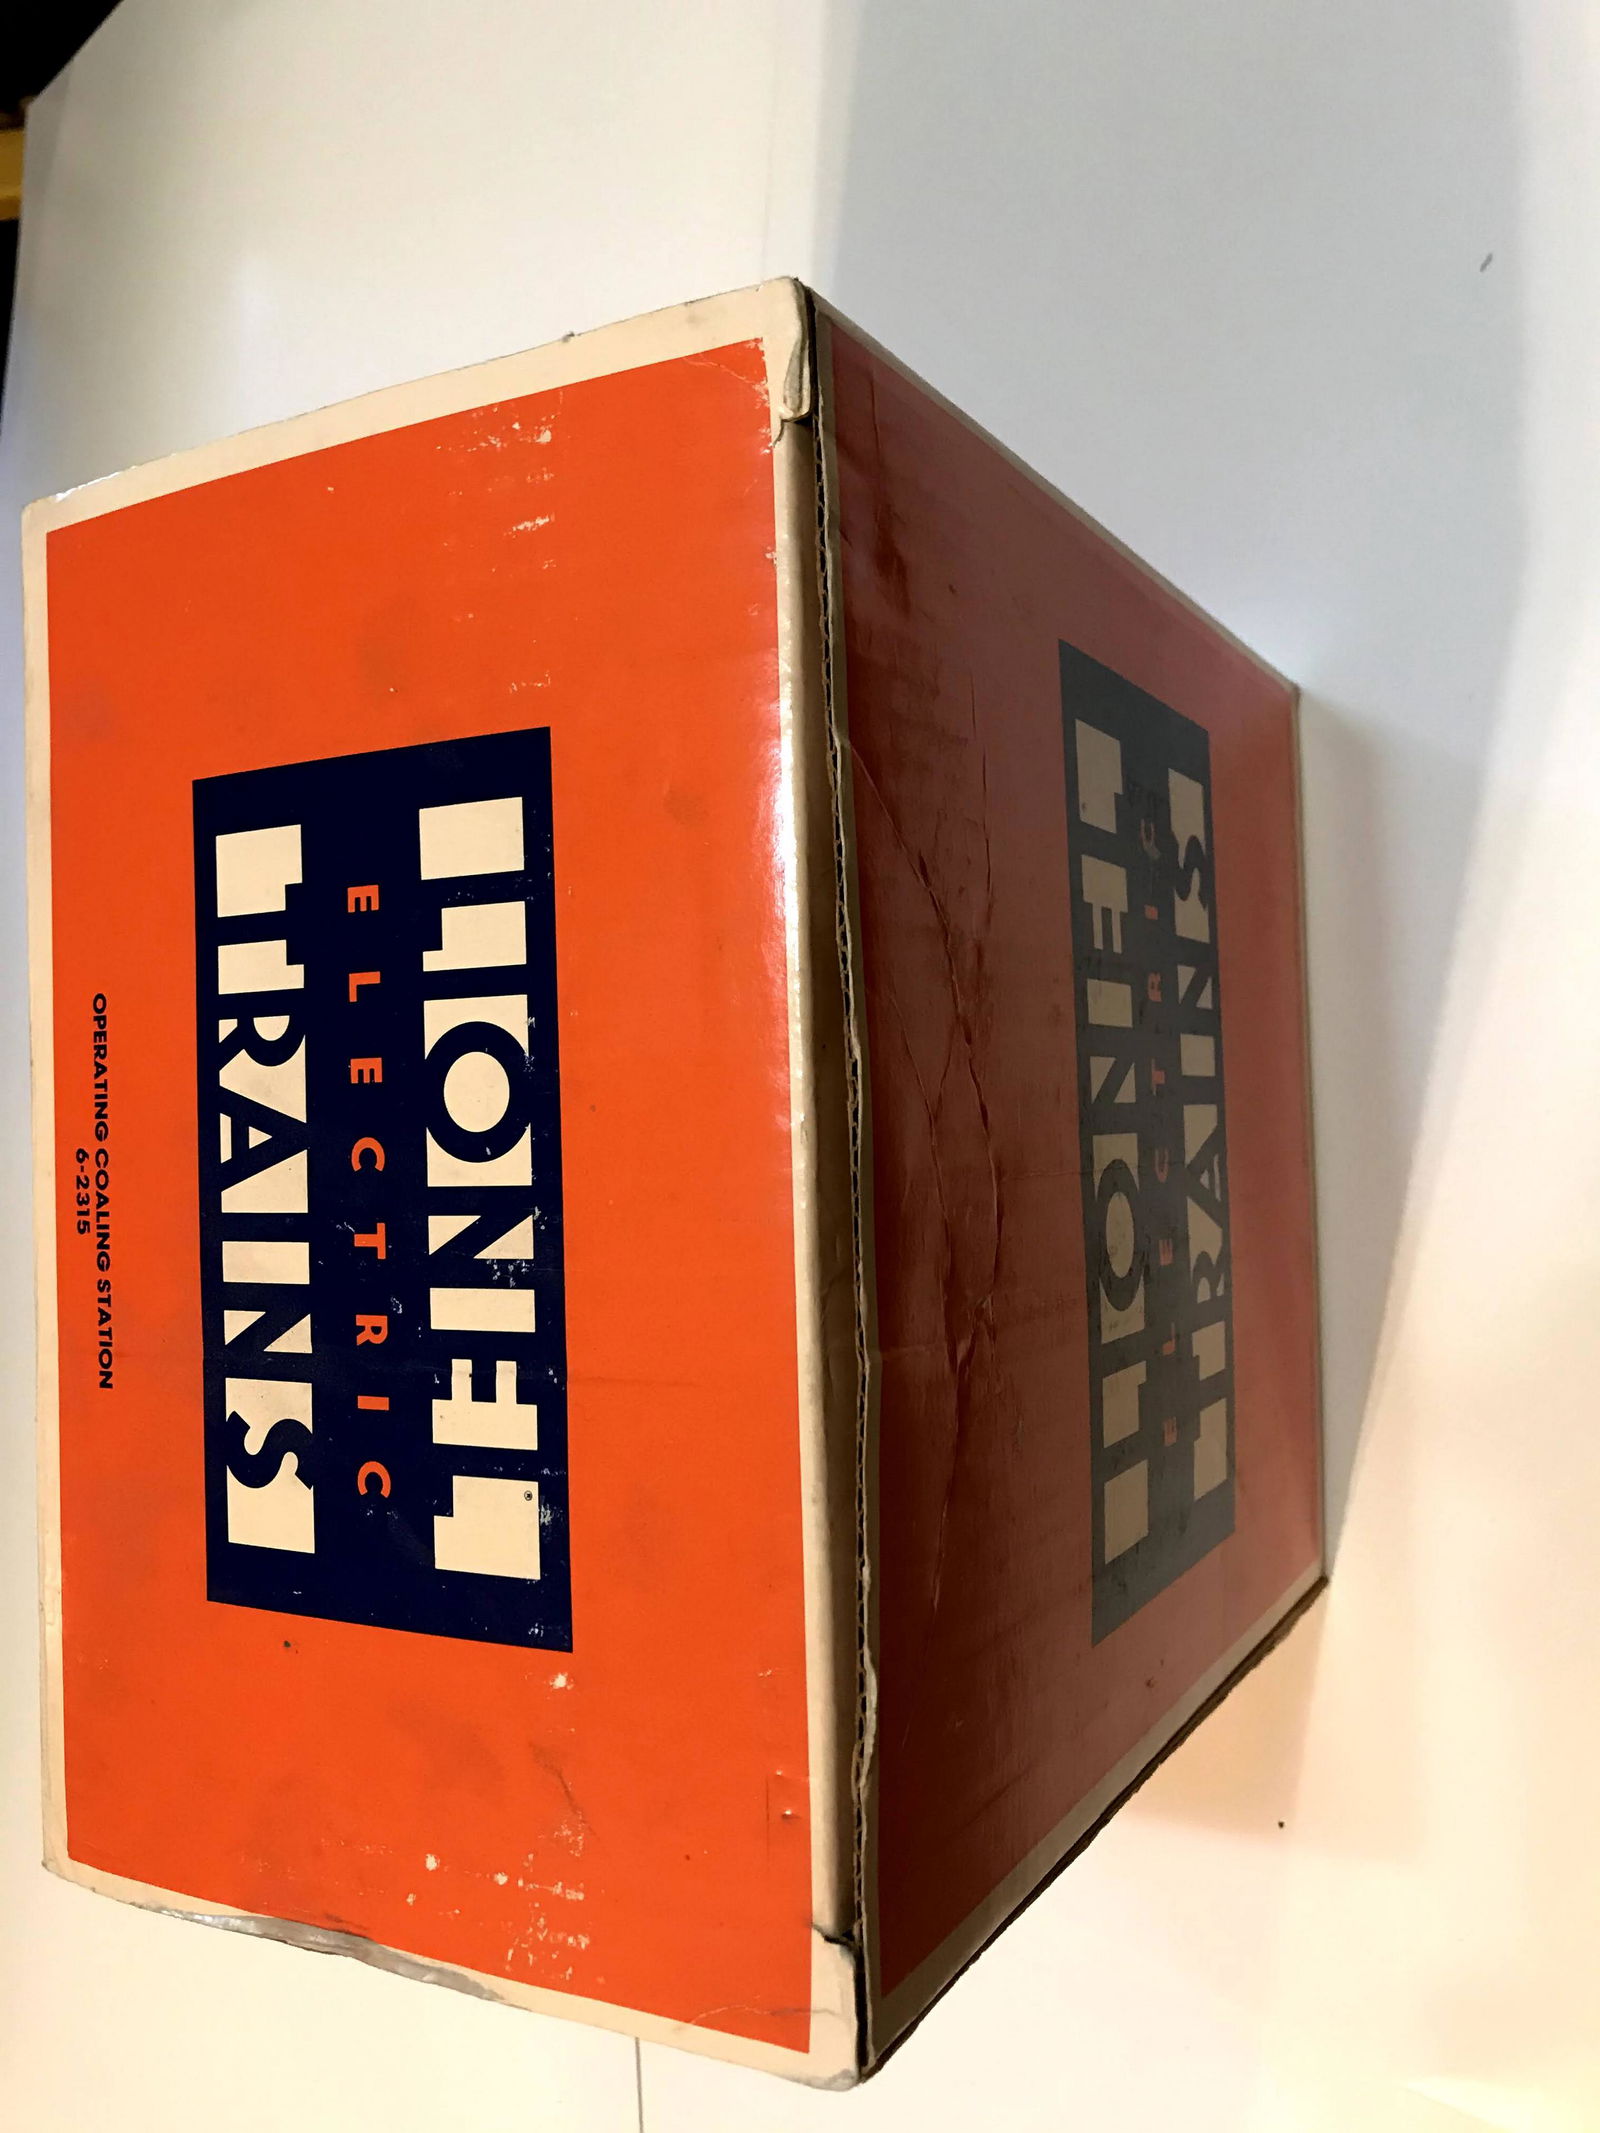 LIONEL®
ELECTRIC
TRAINS
OPERATING COALING STATION
6-2315
LIONEL
ELECTRIC
TRAINS